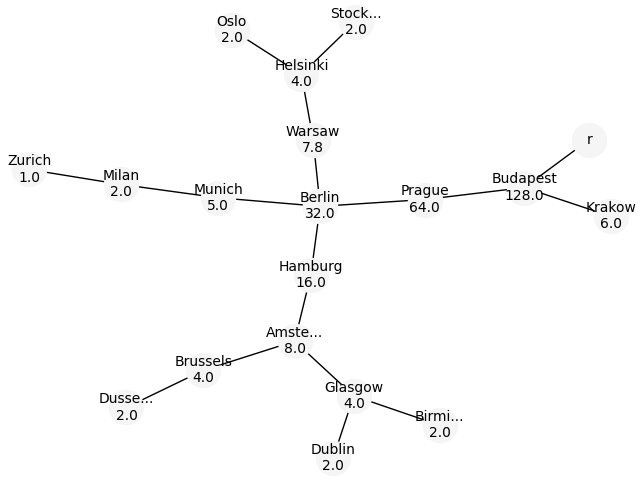 Oslo
2.0
Stock...
2.0
Helsinki
4.0
Warsaw
7.8
r
Zurich
1.0
Milan
2.0
Munich
5.0
Berlin
32.0
Prague
64.0
Budapest
128.0
Krakow
6.0
Hamburg
16.0
Amste...
8.0
Brussels
4.0
Glasgow
4.0
Dusse...
2.0
Birmi...
2.0
Dublin
2.0